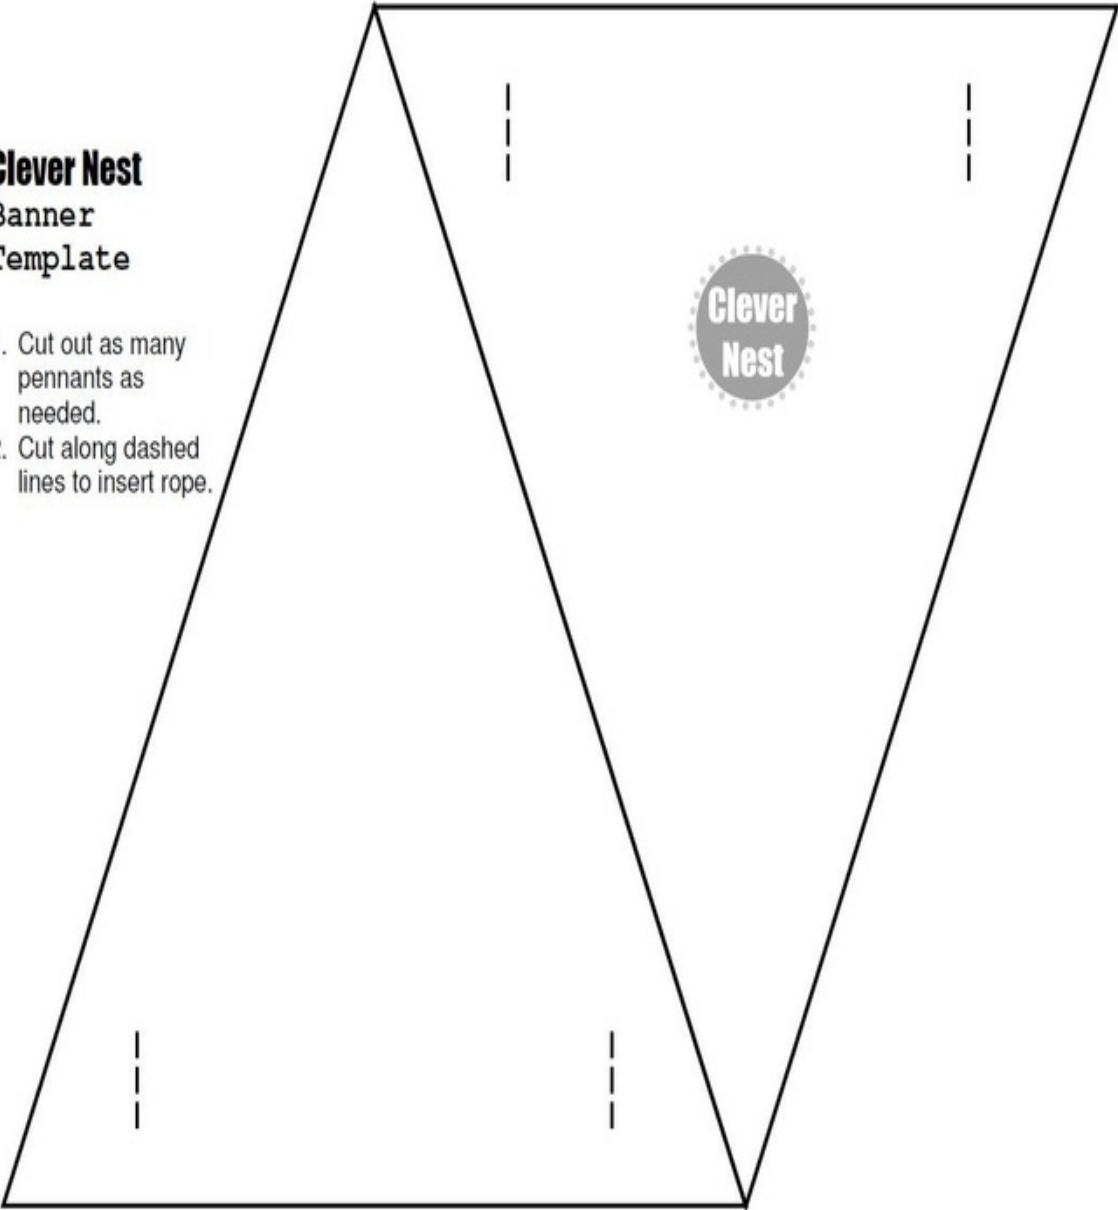 Clever Nest
Banner
Template
. Cut out as many
pennants as
needed.
. Cut along dashed
lines to insert rope.
Clever
Nest